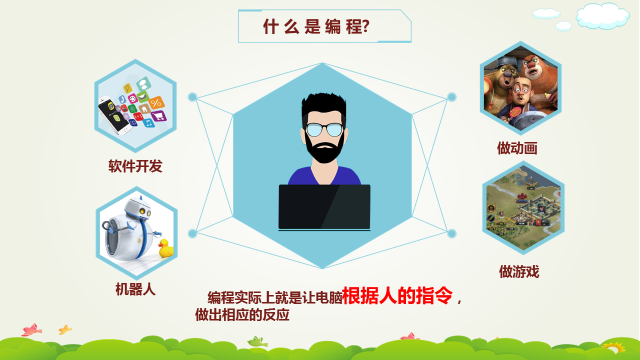 什么是编程?
软件开发
做动画
机器人
做游戏
编程实际上就是让电脑根据人的指令，
做出相应的反应